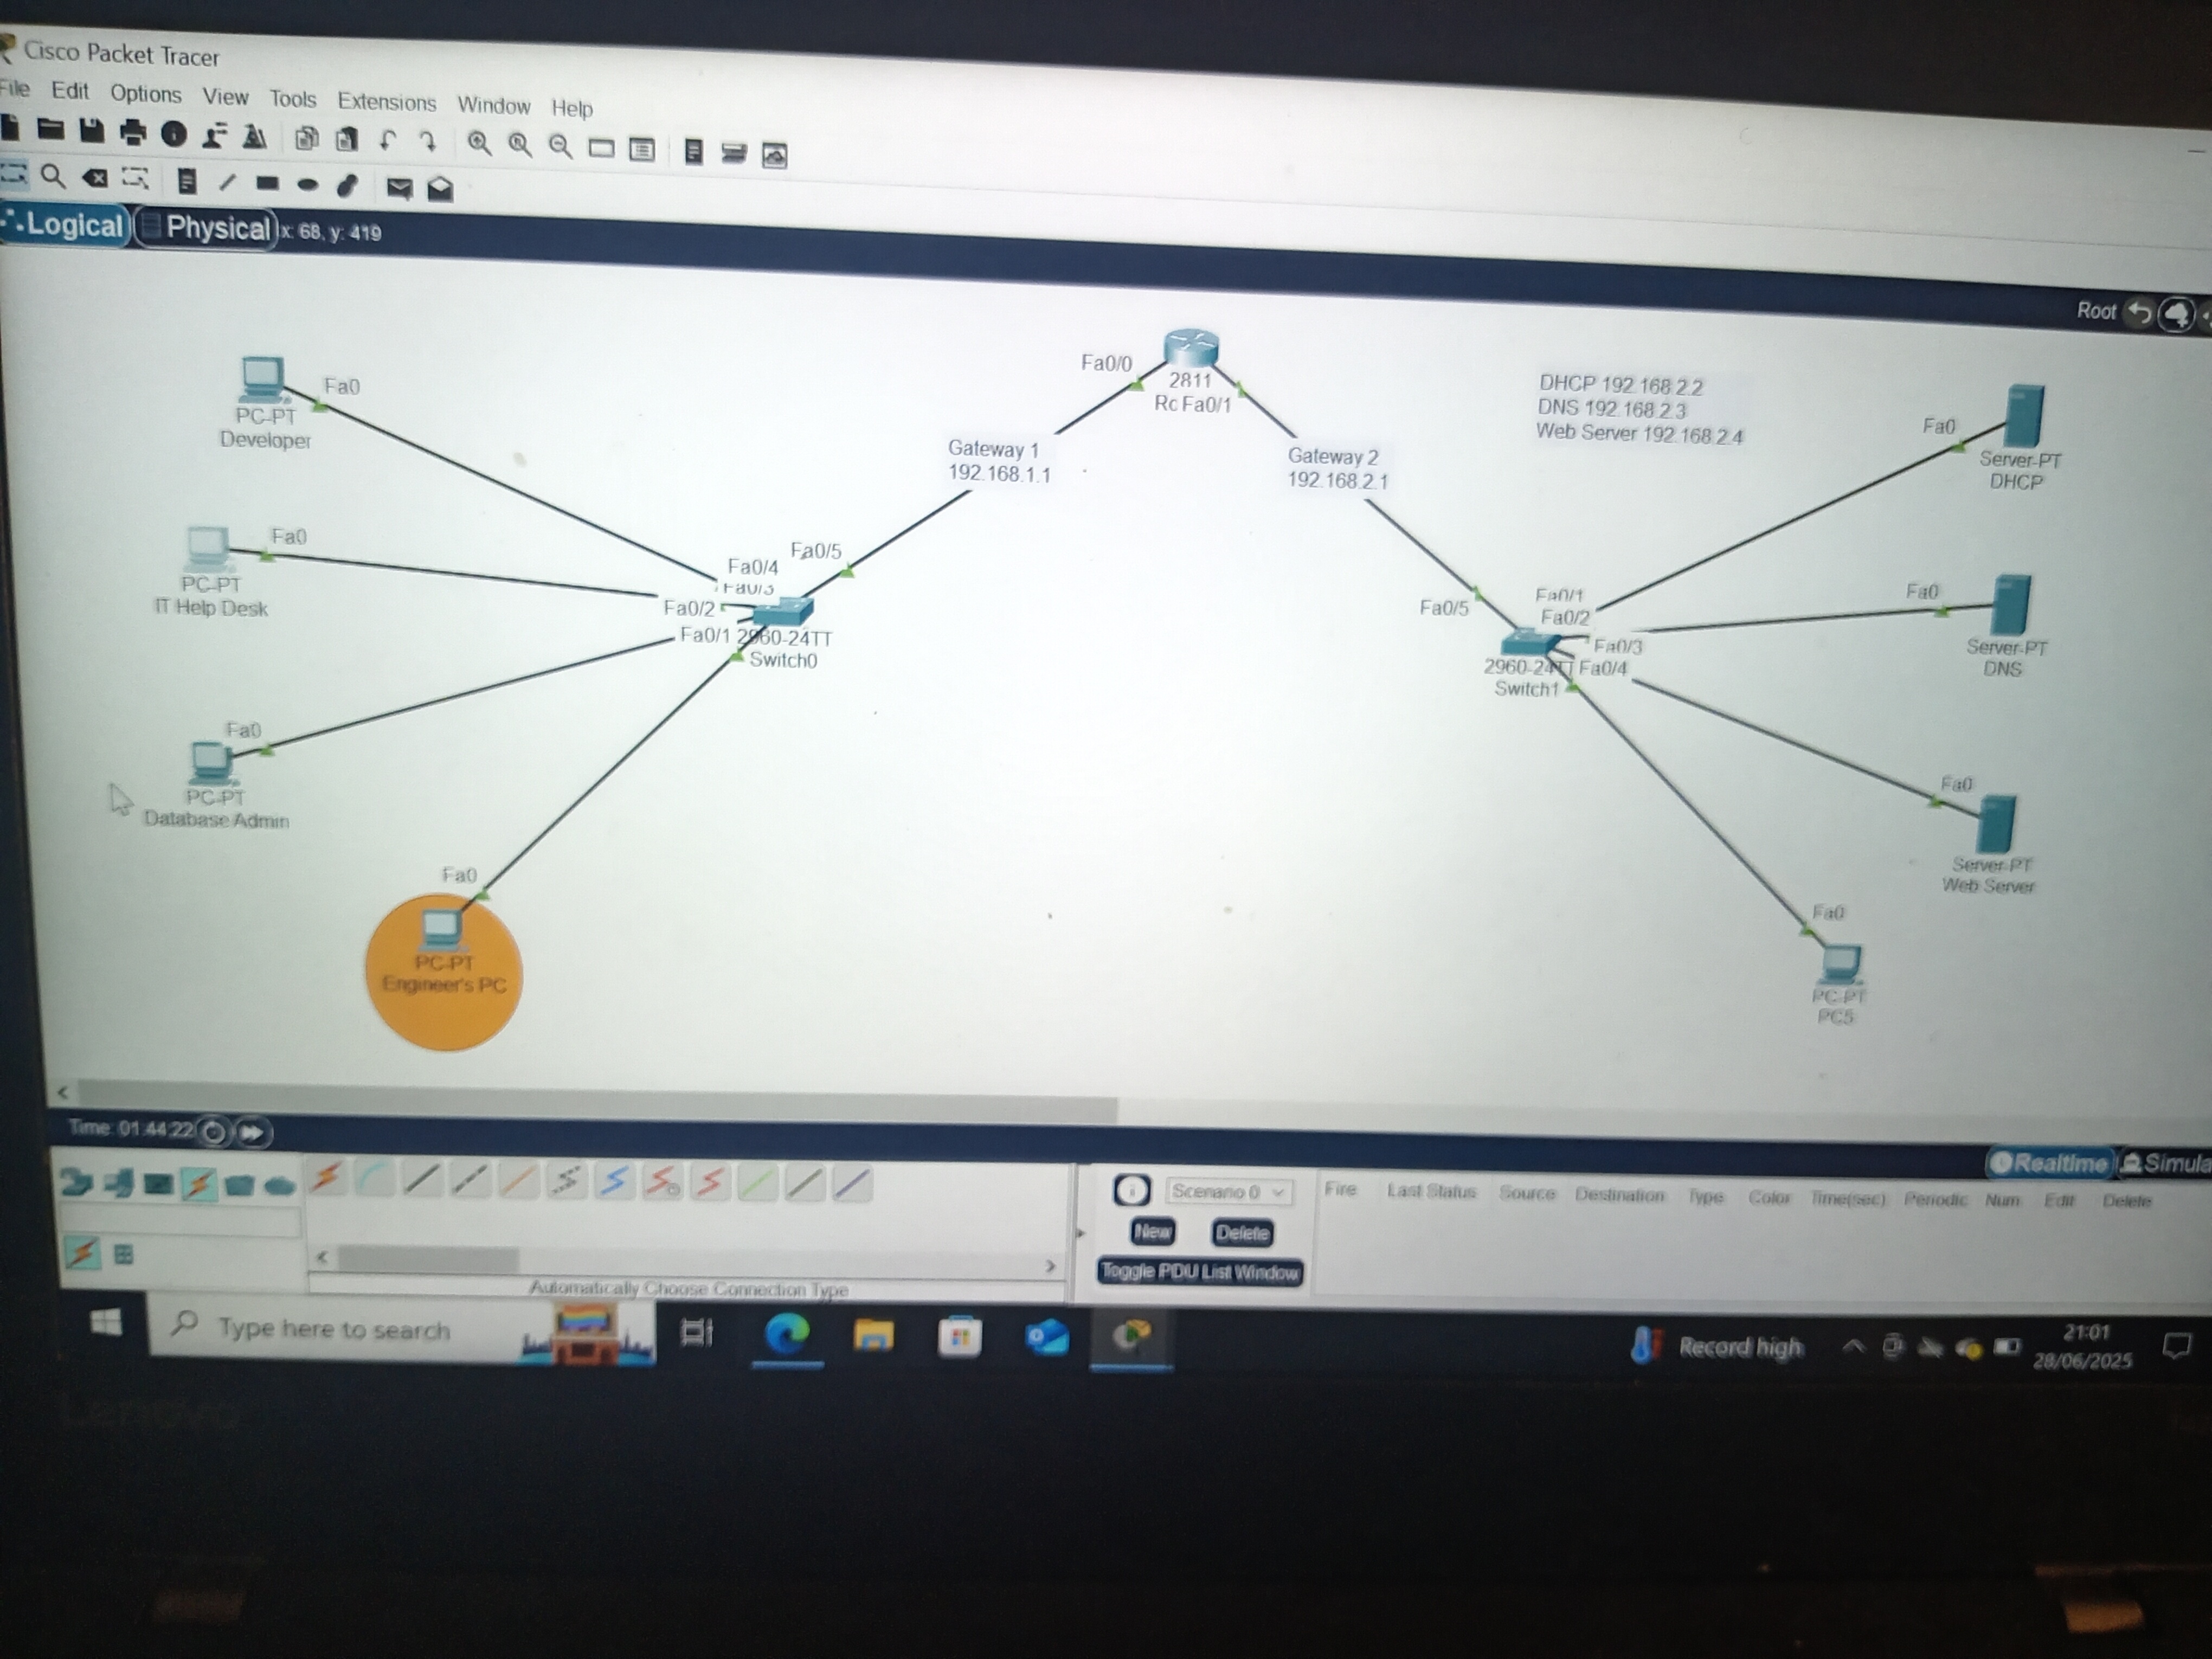 Cisco Packet Tracer
File Edit Options View Tools Extensions Window Help
Logical Physical x: 68, y: 419
Root
Fa0
PC-PT
Developer
Fa0
PC-PT
IT Help Desk
Fa0
PC-PT
Database Admin
Fa0
PC-PT
Engineer's PC
Fa0/4
Fa0/5
Fa0/3
Fa0/2
Fa0/1 2960-24TT
Switch0
Gateway 1
192.168.1.1
Fa0/0
2811
Fa0/1
Gateway 2
192.168.2.1
DHCP 192.168.2.2
DNS 192.168.2.3
Web Server 192.168.2.4
Fa0/5
Fa0/1
Fa0/2
Fa0/3
2960-24TT Fa0/4
Switch1
Fa0
Server-PT
DHCP
Fa0
Server-PT
DNS
Fa0
Server-PT
Web Server
Fa0
PC-PT
PC5
Time: 01:44:22
Realtime
Scenario 0
Fire Last Status Source Destination Type Color Time(sec) Periodic Num Edit Delete
New Delete
Toggle PDU List Window
Automatically Choose Connection Type
Type here to search
Record high
21:01
28/06/2025
Lenovo